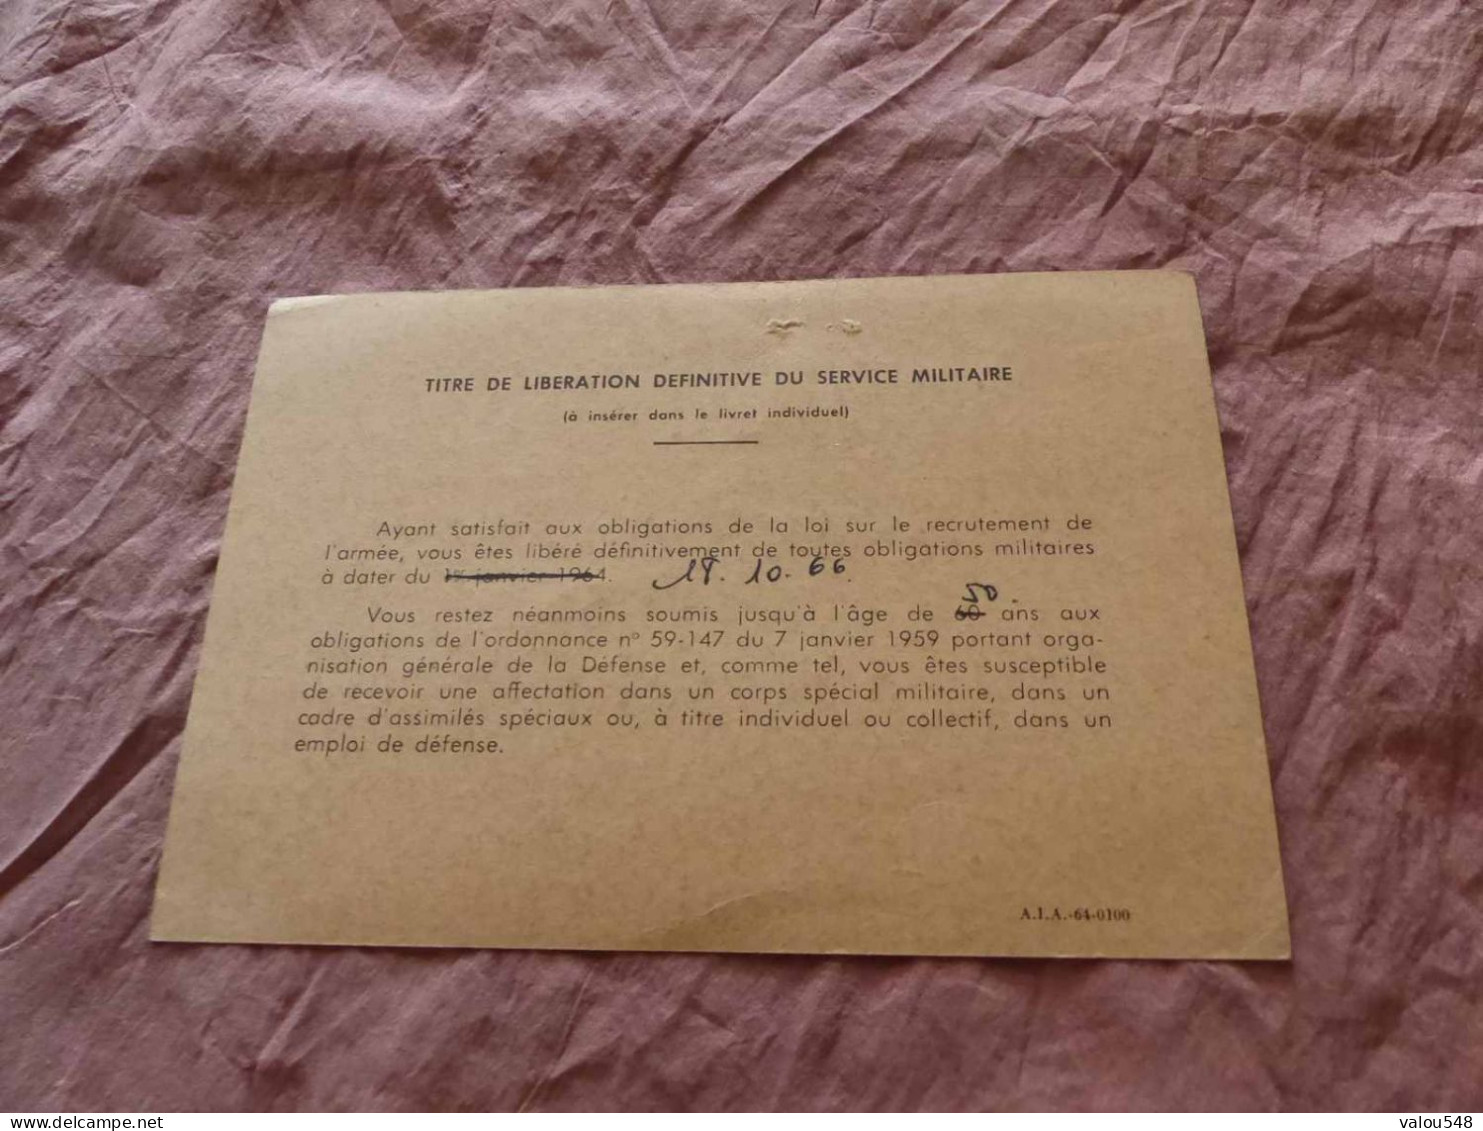 TITRE DE LIBERATION DEFINITIVE DU SERVICE MILITAIRE
(à insérer dans le livret individuel)
Ayant satisfait aux obligations de la loi sur le recrutement de
l'armée, vous êtes libéré définitivement de toutes obligations militaires
à dater du 1er janvier 1964. 18. 10. 66
50
Vous restez néanmoins soumis jusqu'à l'âge de 60 ans aux
obligations de l'ordonnance n° 59-147 du 7 janvier 1959 portant orga-
nisation générale de la Défense et, comme tel, vous êtes susceptible
de recevoir une affectation dans un corps spécial militaire, dans un
cadre d'assimilés spéciaux ou, à titre individuel ou collectif, dans un
emploi de défense.
A.I.A.-64-0100
www.delcampe.net
valou548